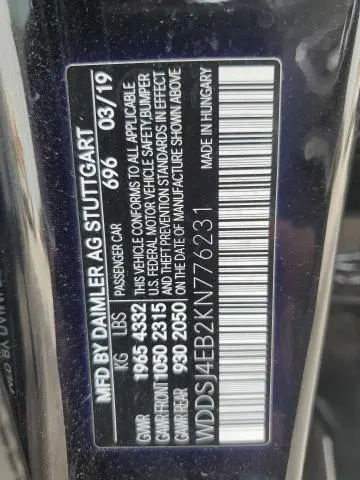 MFD BY DAIMLER AG STUTTGART
696 03/19
KG LBS PASSENGER CAR
GVWR 1965 4332 THIS VEHICLE CONFORMS TO ALL APPLICABLE
U.S. FEDERAL MOTOR VEHICLE SAFETY, BUMPER
GAWR FRONT 1050 2315 AND THEFT PREVENTION STANDARDS IN EFFECT
GAWR REAR 930 2050 ON THE DATE OF MANUFACTURE SHOWN ABOVE
WDDSJ4EB2KN776231 MADE IN HUNGARY